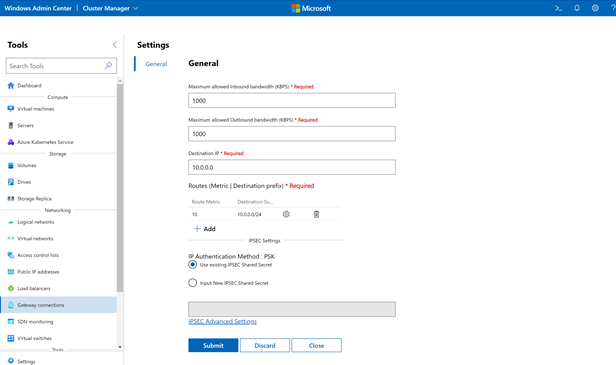 Windows Admin Center | Cluster Manager
Microsoft
Tools
Search Tools
Dashboard
Compute
Virtual machines
Servers
Azure Kubernetes Service
Storage
Volumes
Drives
Storage Replica
Networking
Logical networks
Virtual networks
Access control lists
Public IP addresses
Load balancers
Gateway connections
SDN monitoring
Virtual switches
Tools
Settings
Settings
General
General
Maximum allowed Inbound bandwidth (KBPS) * Required
1000
Maximum allowed Outbound bandwidth (KBPS) * Required
1000
Destination IP * Required
10.0.0.0
Routes (Metric | Destination prefix) * Required
Route Metric Destination Su...
10 10.0.0.0/24
+ Add
IPSEC Settings
IP Authentication Method : PSK
Use existing IPSEC Shared Secret
Input New IPSEC Shared Secret
IPSEC Advanced Settings
Submit Discard Close